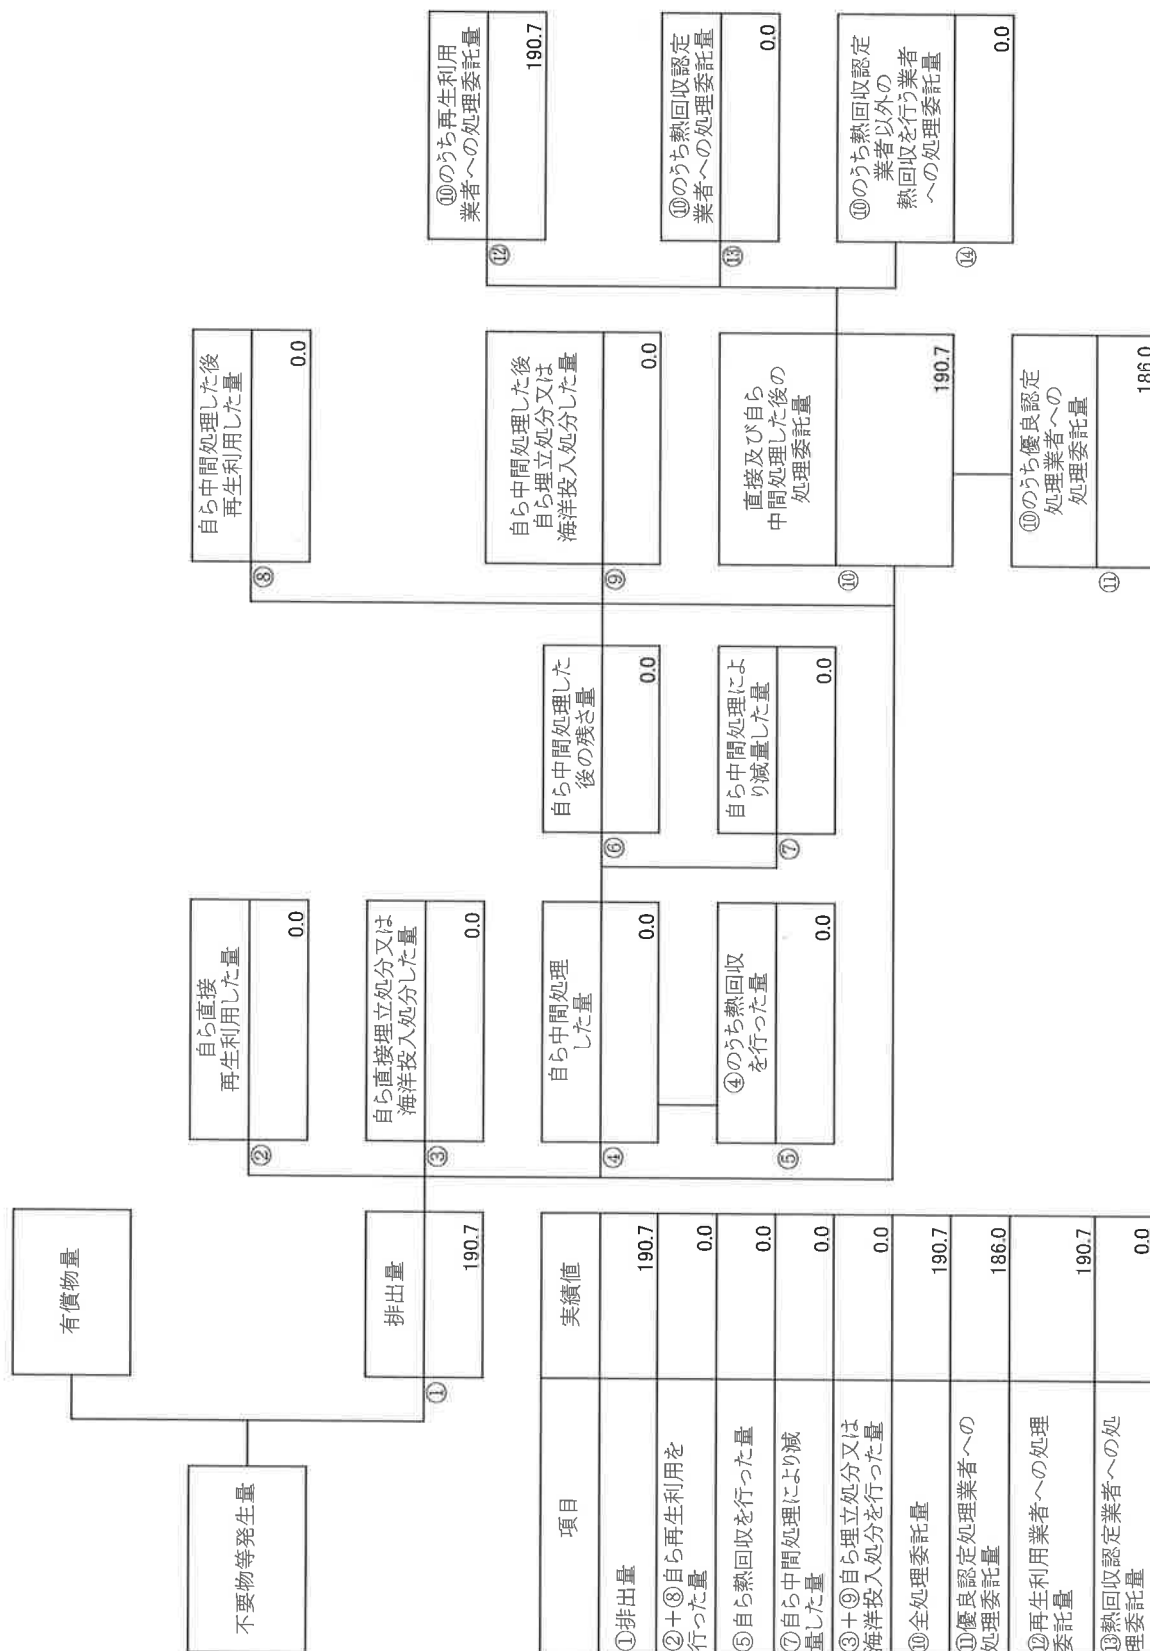 不要物等発生量
有償物量
排出量
①
190.7
自ら直接
再生利用した量
②
0.0
自ら直接埋立処分又は
海洋投入処分した量
③
0.0
自ら中間処理
した量
④
0.0
④のうち熱回収
を行った量
⑤
0.0
自ら中間処理した
後の残さ量
⑥
0.0
自ら中間処理によ
り減量した量
⑦
0.0
自ら中間処理した後
再生利用した量
⑧
0.0
自ら中間処理した後
自ら埋立処分又は
海洋投入処分した量
⑨
0.0
直接及び自ら
中間処理した後の
処理委託量
⑩
190.7
⑩のうち優良認定
処理業者への
処理委託量
⑪
186.0
⑩のうち再生利用
業者への処理委託量
⑫
190.7
⑩のうち熱回収認定
業者への処理委託量
⑬
0.0
⑩のうち熱回収認定
業者以外の
熱回収を行う業者
への処理委託量
⑭
0.0
項目 実績値
①排出量 190.7
②+⑧自ら再生利用を
行った量 0.0
⑤自ら熱回収を行った量 0.0
⑦自ら中間処理により減
量した量 0.0
③+⑨自ら埋立処分又は
海洋投入処分を行った量 0.0
⑩全処理委託量 190.7
⑪優良認定処理業者への
処理委託量 186.0
⑫再生利用業者への処理
委託量 190.7
⑬熱回収認定業者への処
理委託量 0.0